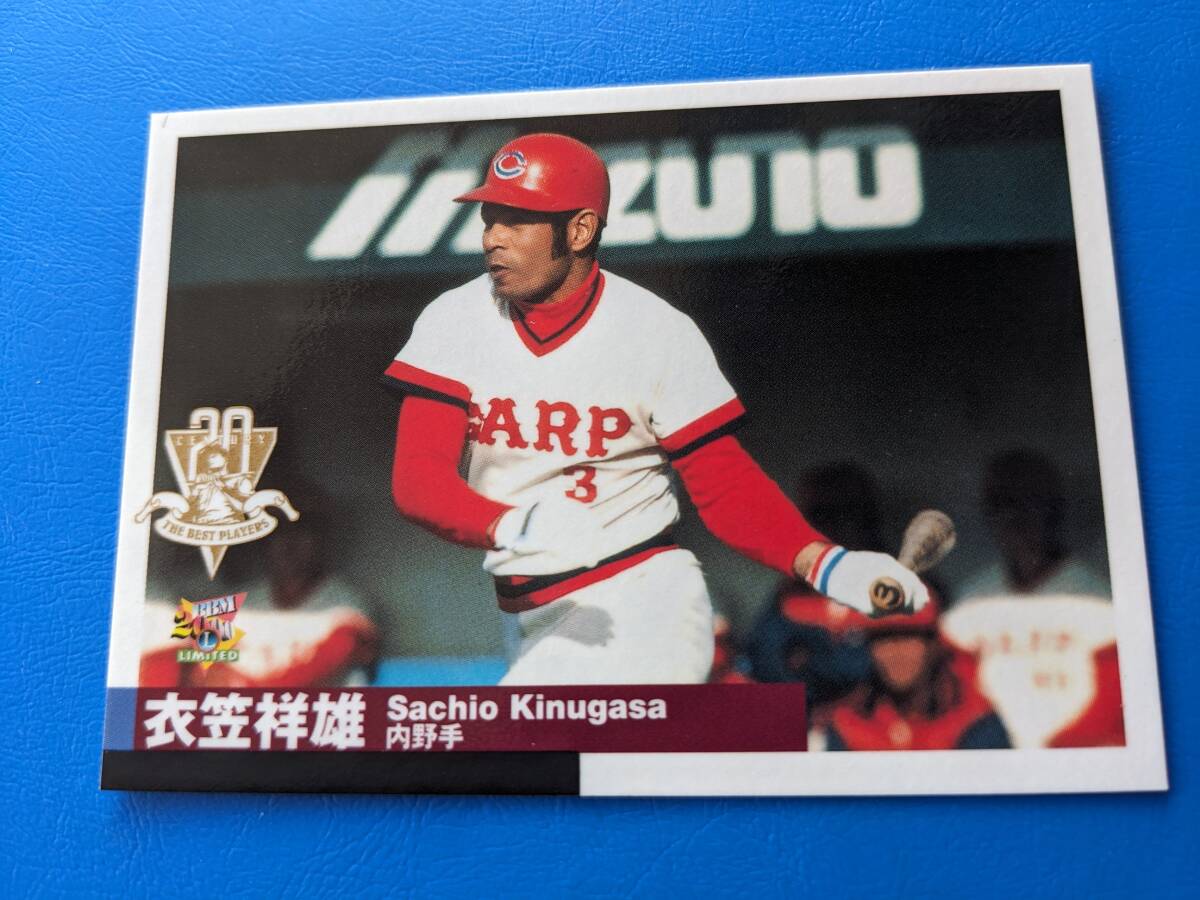 MIZUNO
C
CARP
3
20
CENTURY
THE BEST PLAYERS
BBM
2000
L
LIMITED
衣笠祥雄 Sachio Kinugasa
内野手